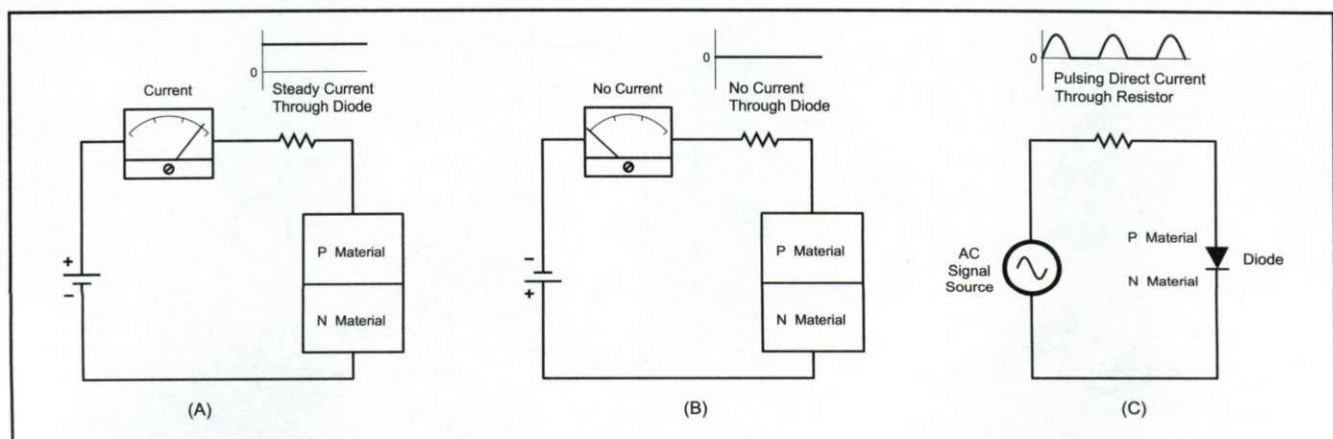 0
Steady Current
Through Diode
Current
+
−
P Material
N Material
(A)
0
No Current
Through Diode
No Current
−
+
P Material
N Material
(B)
0
Pulsing Direct Current
Through Resistor
AC
Signal
Source
P Material
N Material
Diode
(C)